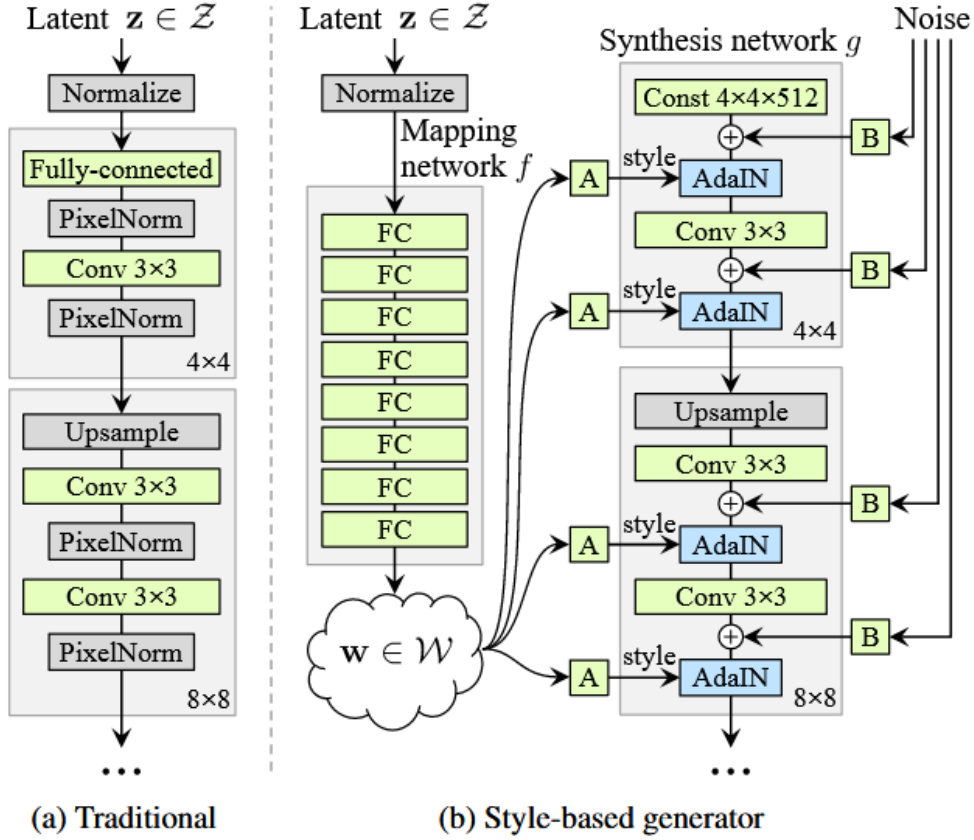 Latent z ∈ Z
Normalize
Fully-connected
PixelNorm
Conv 3×3
PixelNorm
4×4
Upsample
Conv 3×3
PixelNorm
Conv 3×3
PixelNorm
8×8
...
(a) Traditional
Latent z ∈ Z
Normalize
Mapping
network f
FC
FC
FC
FC
FC
FC
FC
FC
w ∈ W
Noise
Synthesis network g
Const 4×4×512
+
B
A
style
AdaIN
Conv 3×3
+
B
A
style
AdaIN
4×4
Upsample
Conv 3×3
+
B
A
style
AdaIN
Conv 3×3
+
B
A
style
AdaIN
8×8
...
(b) Style-based generator